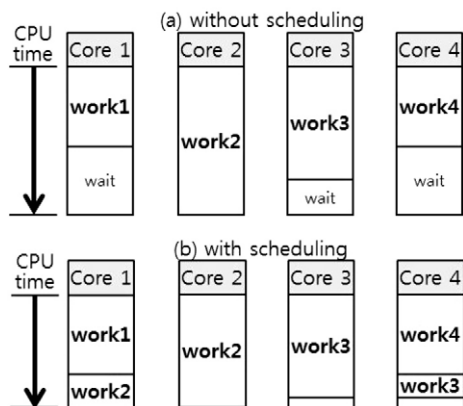 (a) without scheduling
CPU
time
Core 1 Core 2 Core 3 Core 4
work1 work2 work3 work4
wait wait wait
(b) with scheduling
CPU
time
Core 1 Core 2 Core 3 Core 4
work1 work2 work3 work4
work2 work3